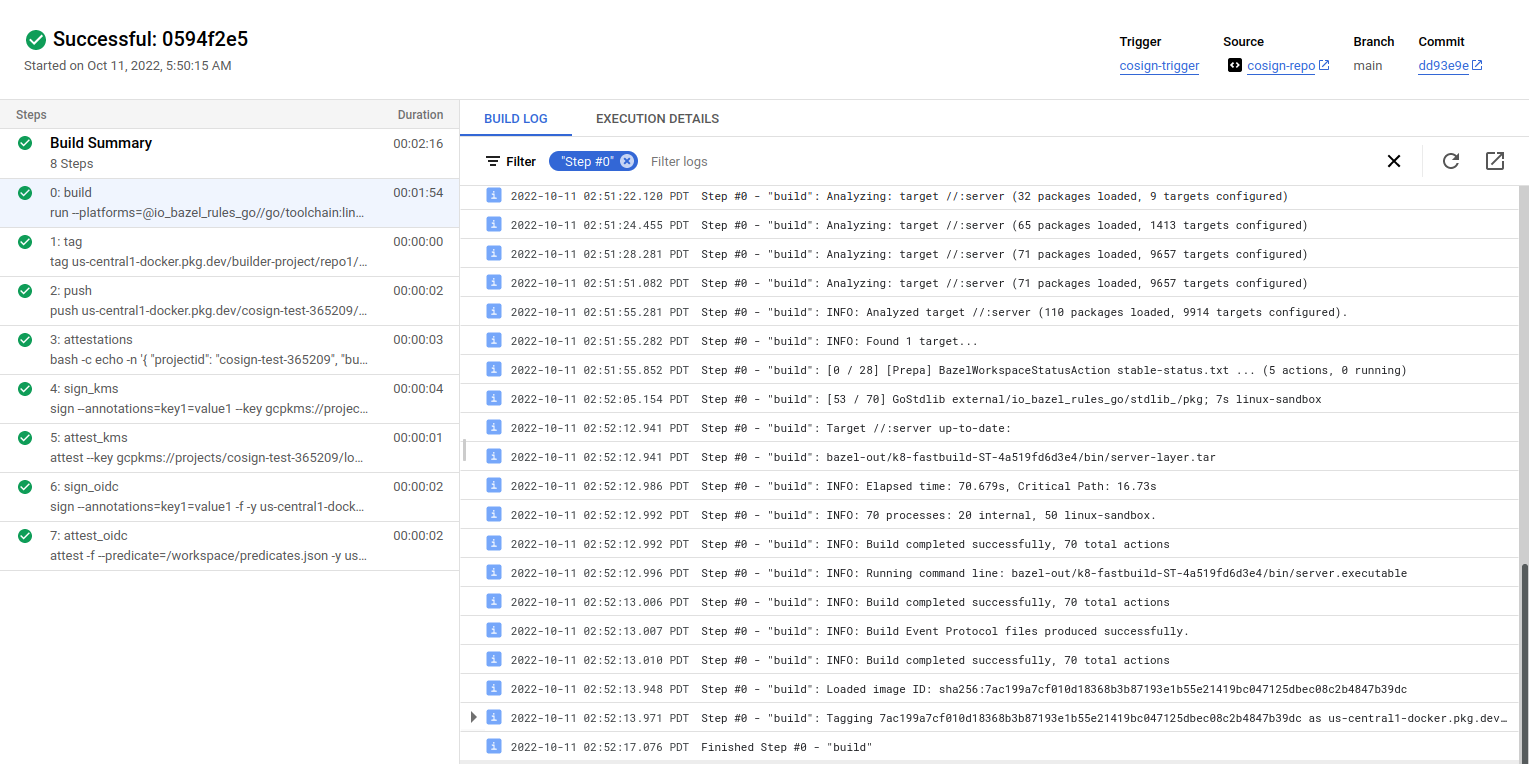 Successful: 0594f2e5
Started on Oct 11, 2022, 5:50:15 AM
Trigger Source Branch Commit
cosign-trigger cosign-repo main dd93e9e
Steps Duration
Build Summary 00:02:16
8 Steps
0: build 00:01:54
run --platforms=@io_bazel_rules_go//go/toolchain:lin…
1: tag 00:00:00
tag us-central1-docker.pkg.dev/builder-project/repo1/…
2: push 00:00:02
push us-central1-docker.pkg.dev/cosign-test-365209/…
3: attestations 00:00:03
bash -c echo -n '{ "projectid": "cosign-test-365209", "bu…
4: sign_kms 00:00:04
sign --annotations=key1=value1 --key gcpkms://projec…
5: attest_kms 00:00:01
attest --key gcpkms://projects/cosign-test-365209/lo…
6: sign_oidc 00:00:02
sign --annotations=key1=value1 -f -y us-central1-dock…
7: attest_oidc 00:00:02
attest -f --predicate=/workspace/predicates.json -y us…
BUILD LOG EXECUTION DETAILS
Filter "Step #0" Filter logs
2022-10-11 02:51:22.120 PDT Step #0 - "build": Analyzing: target //:server (32 packages loaded, 9 targets configured)
2022-10-11 02:51:24.455 PDT Step #0 - "build": Analyzing: target //:server (65 packages loaded, 1413 targets configured)
2022-10-11 02:51:28.281 PDT Step #0 - "build": Analyzing: target //:server (71 packages loaded, 9657 targets configured)
2022-10-11 02:51:51.082 PDT Step #0 - "build": Analyzing: target //:server (71 packages loaded, 9657 targets configured)
2022-10-11 02:51:55.281 PDT Step #0 - "build": INFO: Analyzed target //:server (110 packages loaded, 9914 targets configured).
2022-10-11 02:51:55.282 PDT Step #0 - "build": INFO: Found 1 target...
2022-10-11 02:51:55.852 PDT Step #0 - "build": [0 / 28] [Prepa] BazelWorkspaceStatusAction stable-status.txt ... (5 actions, 0 running)
2022-10-11 02:52:05.154 PDT Step #0 - "build": [53 / 70] GoStdlib external/io_bazel_rules_go/stdlib_/pkg; 7s linux-sandbox
2022-10-11 02:52:12.941 PDT Step #0 - "build": Target //:server up-to-date:
2022-10-11 02:52:12.941 PDT Step #0 - "build": bazel-out/k8-fastbuild-ST-4a519fd6d3e4/bin/server-layer.tar
2022-10-11 02:52:12.986 PDT Step #0 - "build": INFO: Elapsed time: 70.679s, Critical Path: 16.73s
2022-10-11 02:52:12.992 PDT Step #0 - "build": INFO: 70 processes: 20 internal, 50 linux-sandbox.
2022-10-11 02:52:12.992 PDT Step #0 - "build": INFO: Build completed successfully, 70 total actions
2022-10-11 02:52:12.996 PDT Step #0 - "build": INFO: Running command line: bazel-out/k8-fastbuild-ST-4a519fd6d3e4/bin/server.executable
2022-10-11 02:52:13.006 PDT Step #0 - "build": INFO: Build completed successfully, 70 total actions
2022-10-11 02:52:13.007 PDT Step #0 - "build": INFO: Build Event Protocol files produced successfully.
2022-10-11 02:52:13.010 PDT Step #0 - "build": INFO: Build completed successfully, 70 total actions
2022-10-11 02:52:13.948 PDT Step #0 - "build": Loaded image ID: sha256:7ac199a7cf010d18368b3b87193e1b55e21419bc047125dbec08c2b4847b39dc
2022-10-11 02:52:13.971 PDT Step #0 - "build": Tagging 7ac199a7cf010d18368b3b87193e1b55e21419bc047125dbec08c2b4847b39dc as us-central1-docker.pkg.dev…
2022-10-11 02:52:17.076 PDT Finished Step #0 - "build"